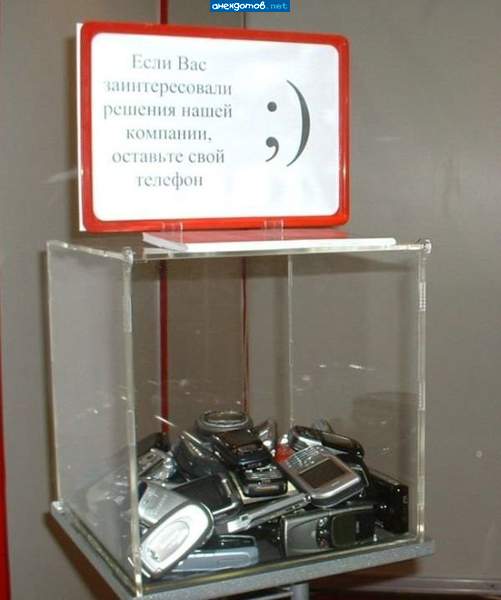 анекдотов.net
Если Вас
заинтересовали
решения нашей
компании,
оставьте свой
телефон
;)